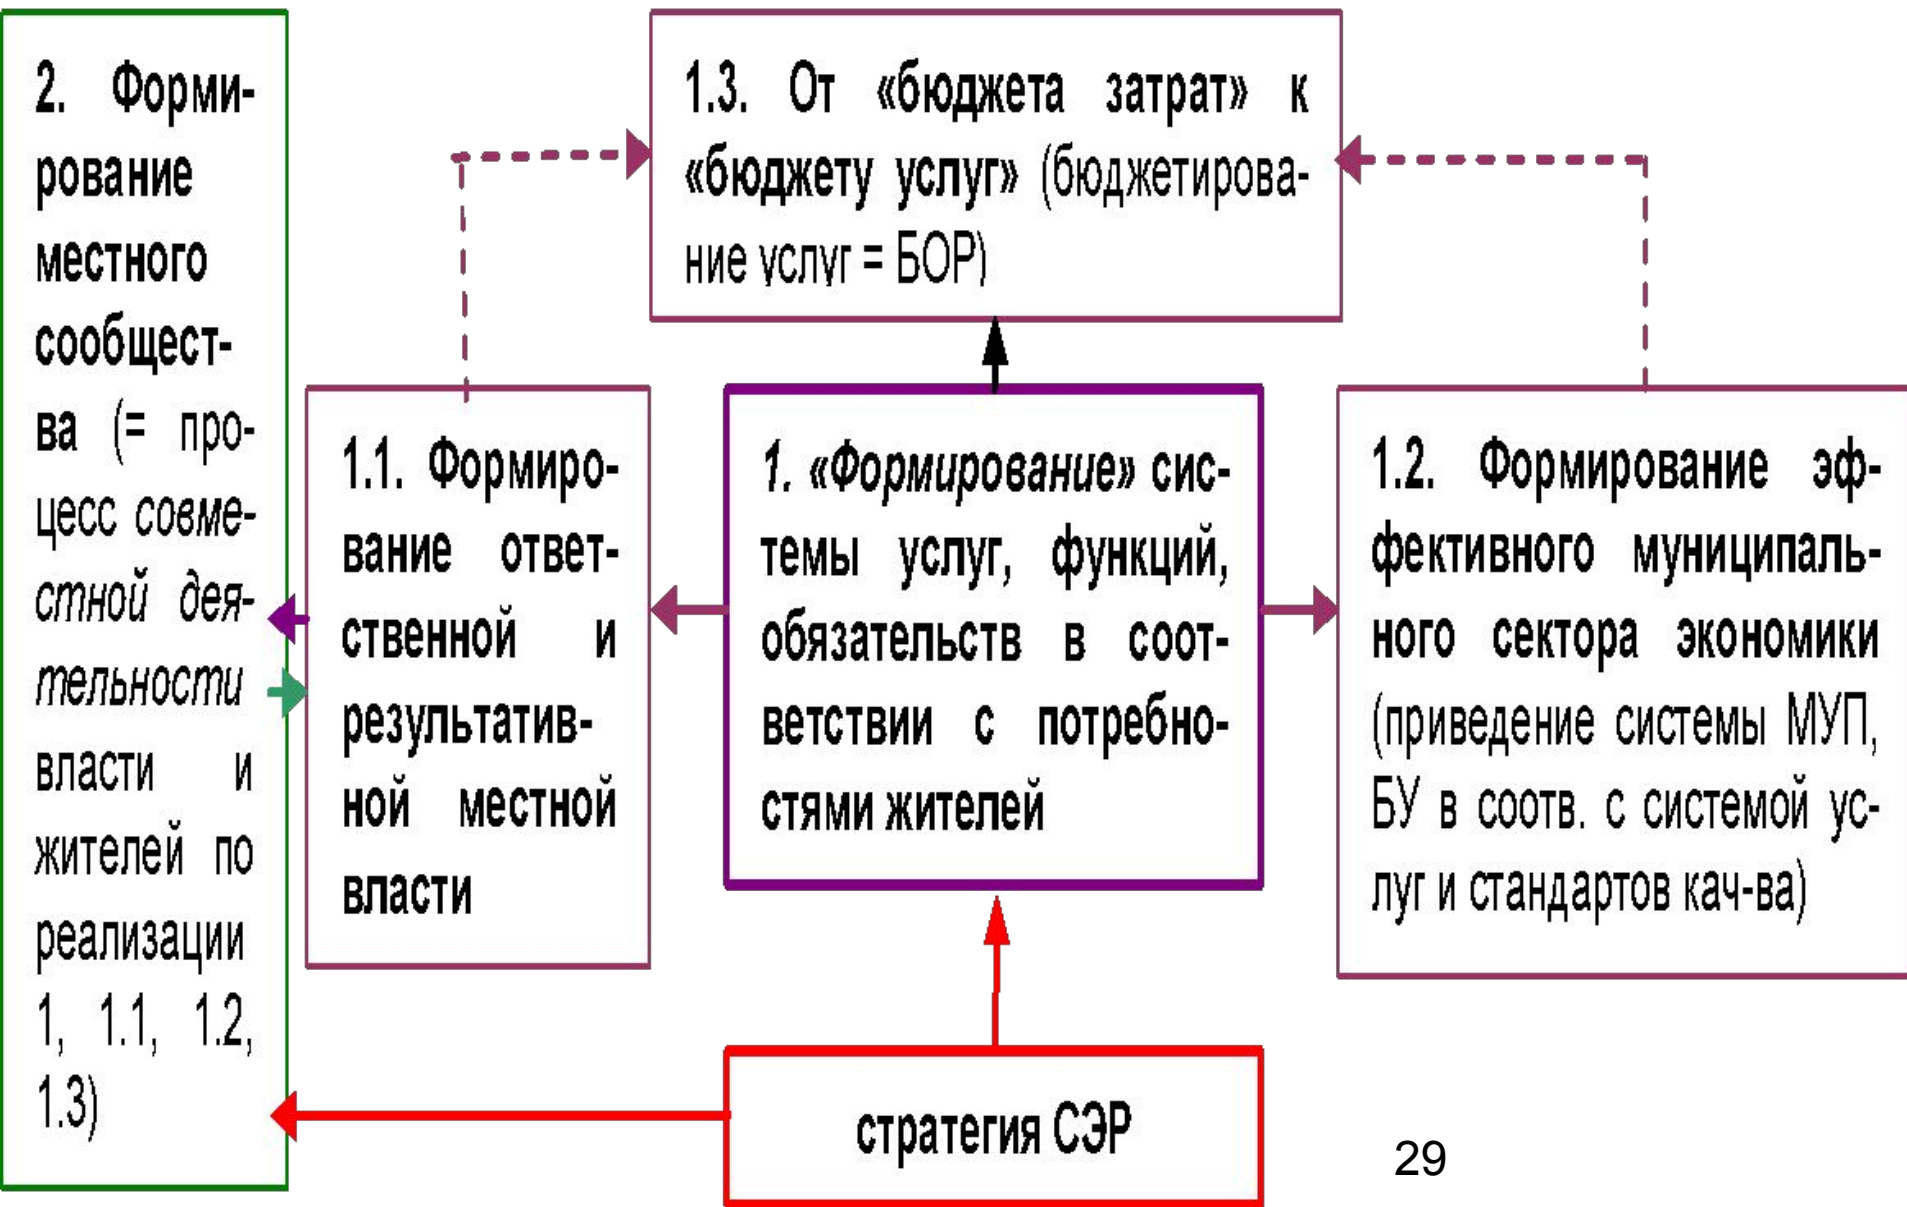 2. Форми-
рование
местного
сообщест-
ва (= про-
цесс совме-
стной дея-
тельности
власти и
жителей по
реализации
1, 1.1, 1.2,
1.3)
1.3. От «бюджета затрат» к
«бюджету услуг» (бюджетирова-
ние услуг = БОР)
1.1. Формиро-
вание ответ-
ственной и
результатив-
ной местной
власти
1. «Формирование» сис-
темы услуг, функций,
обязательств в соот-
ветствии с потребно-
стями жителей
1.2. Формирование эф-
фективного муниципаль-
ного сектора экономики
(приведение системы МУП,
БУ в соотв. с системой ус-
луг и стандартов кач-ва)
стратегия СЭР
29